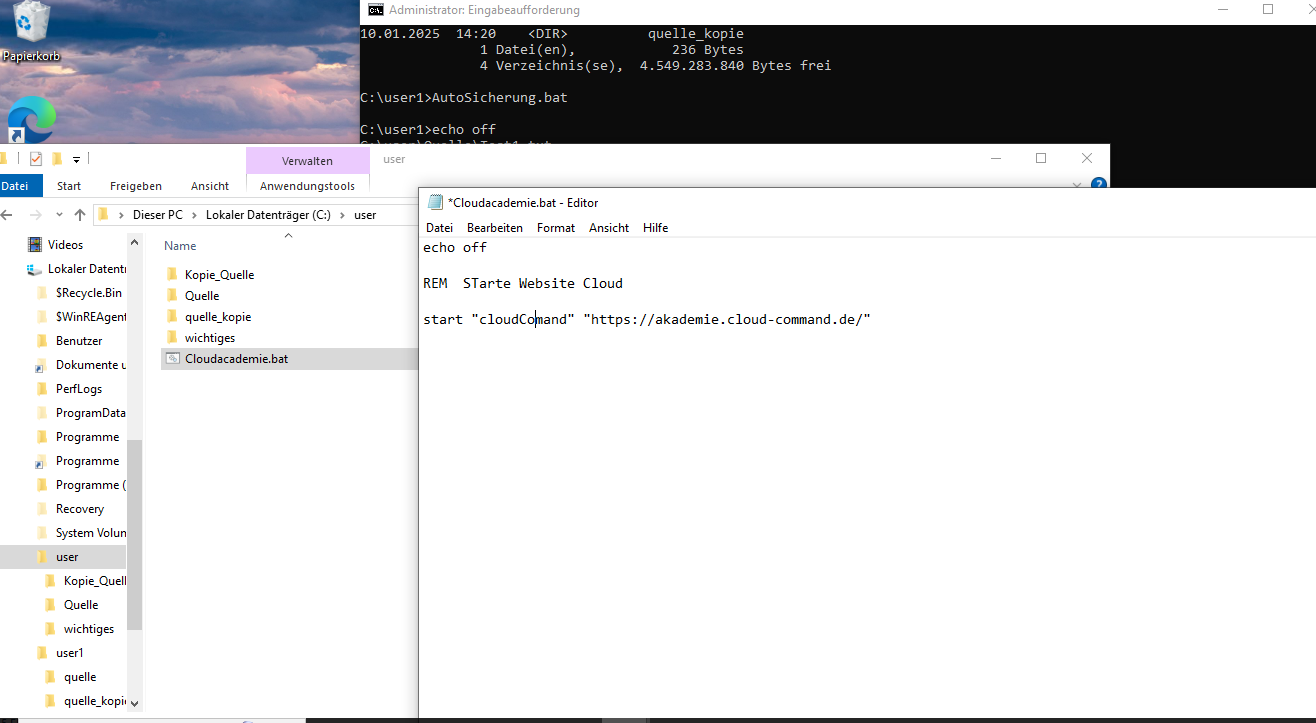 Papierkorb
Administrator: Eingabeaufforderung
10.01.2025  14:20    <DIR>          quelle_kopie
1 Datei(en),            236 Bytes
4 Verzeichnis(se),  4.549.283.840 Bytes frei
C:\user1>AutoSicherung.bat
C:\user1>echo off
Verwalten
user
Datei
Start
Freigeben
Ansicht
Anwendungstools
Dieser PC
Lokaler Datenträger (C:)
user
Videos
Lokaler Datentr
$Recycle.Bin
$WinREAgent
Benutzer
Dokumente u
PerfLogs
ProgramData
Programme
Programme
Programme (
Recovery
System Volun
user
Kopie_Quell
Quelle
wichtiges
user1
quelle
quelle_kopi
Name
Kopie_Quelle
Quelle
quelle_kopie
wichtiges
Cloudacademie.bat
*Cloudacademie.bat - Editor
Datei Bearbeiten Format Ansicht Hilfe
echo off
REM  STarte Website Cloud
start "cloudComand" "https://akademie.cloud-command.de/"